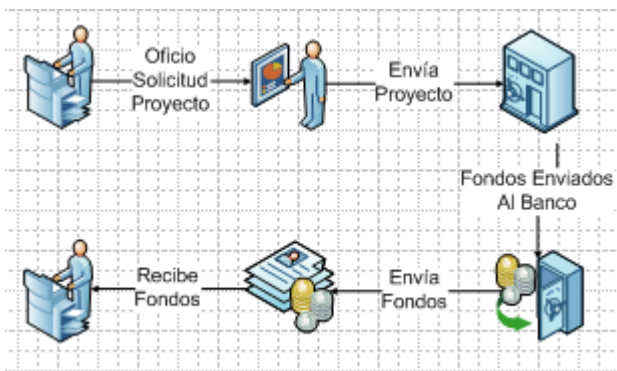 Oficio
Solicitud
Proyecto
Envía
Proyecto
Fondos Enviados
Al Banco
Recibe
Fondos
Envía
Fondos